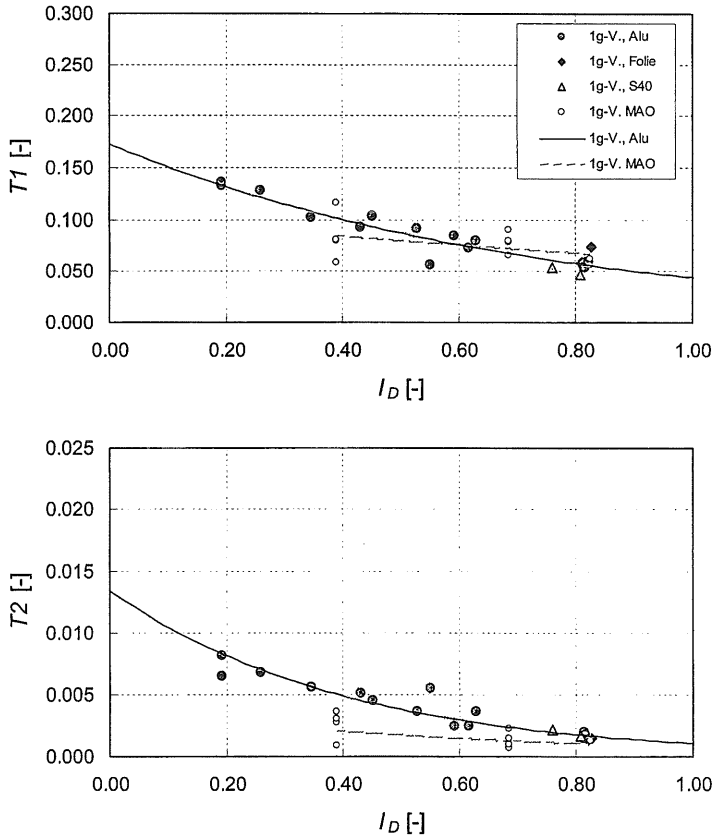 0.300
0.250
0.200
0.150
0.100
0.050
0.000
T1 [-]
1g-V., Alu
1g-V., Folie
1g-V., S40
1g-V. MAO
1g-V., Alu
1g-V. MAO
0.00 0.20 0.40 0.60 0.80 1.00
I_D [-]
0.025
0.020
0.015
0.010
0.005
0.000
T2 [-]
0.00 0.20 0.40 0.60 0.80 1.00
I_D [-]